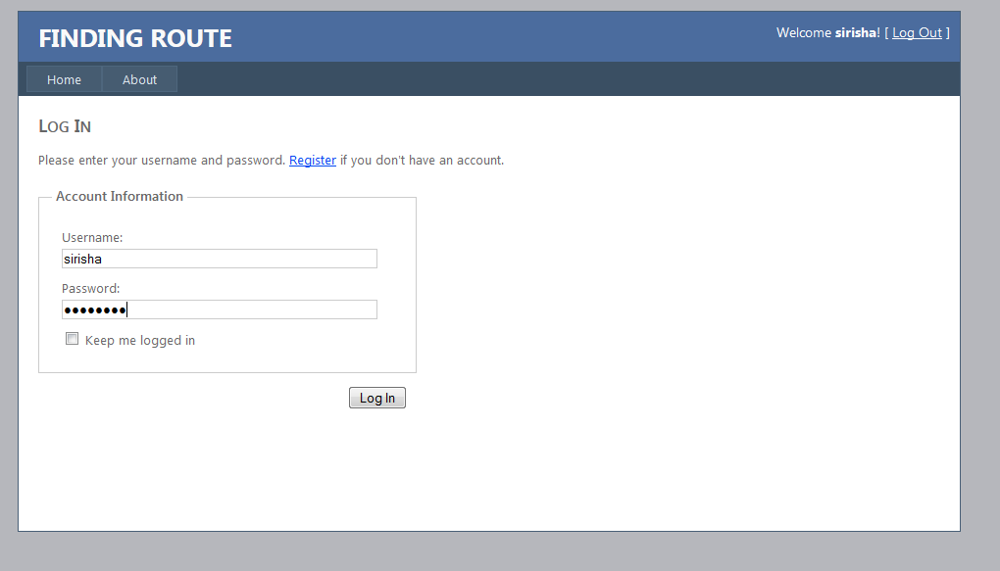 FINDING ROUTE
Welcome sirisha! [ Log Out ]
Home About
LOG IN
Please enter your username and password. Register if you don't have an account.
Account Information
Username:
sirisha
Password:
●●●●●●●●
Keep me logged in
Log In